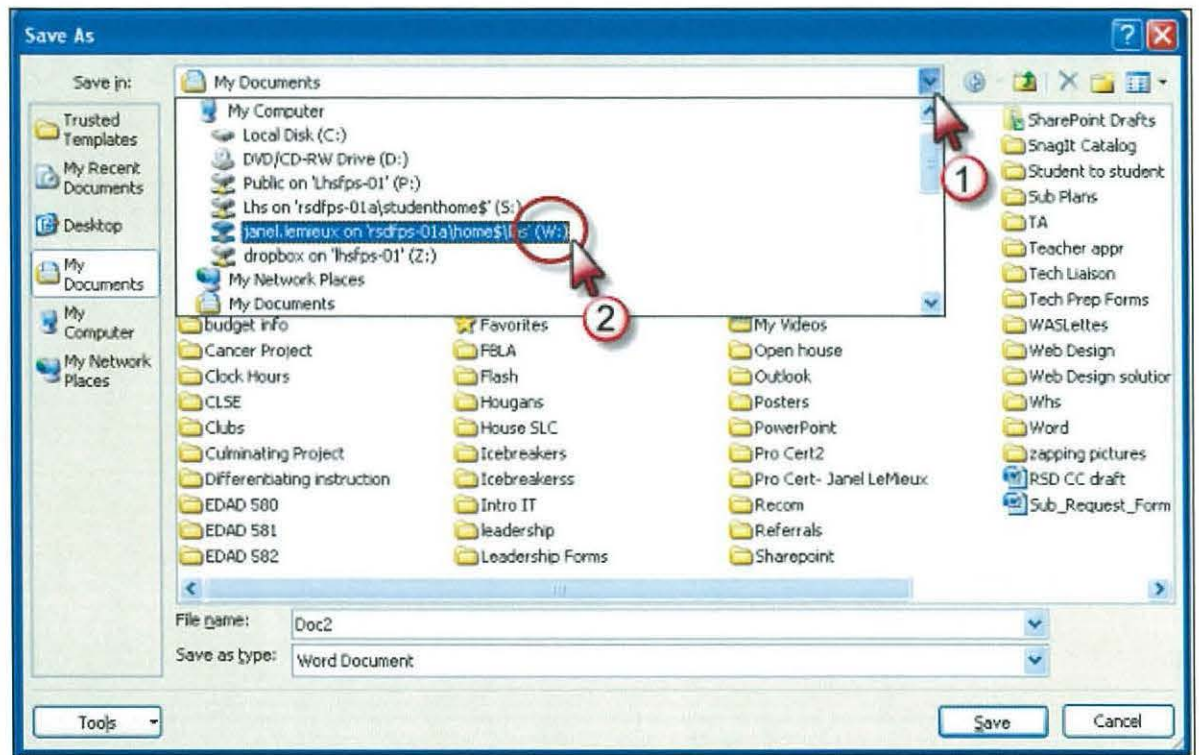 Save As
Save in:
My Documents
My Computer
Local Disk (C:)
DVD/CD-RW Drive (D:)
Public on 'Lhsfps-01' (P:)
Lhs on 'rsdfps-01a\studenthome$' (S:)
janel.lemieux on 'rsdfps-01a\home$\ (W:)
dropbox on 'lhsfps-01' (Z:)
My Network Places
My Documents
1
2
Trusted
Templates
My Recent
Documents
Desktop
My
Documents
My
Computer
My Network
Places
budget info
Cancer Project
Clock Hours
CLSE
Clubs
Culminating Project
Differentiating instruction
EDAD 580
EDAD 581
EDAD 582
Favorites
FBLA
Flash
Hougans
House SLC
Icebreakers
Icebreakerss
Intro IT
leadership
Leadership Forms
My Videos
Open house
Outlook
Posters
PowerPoint
Pro Cert2
Pro Cert- Janel LeMieux
Recom
Referrals
Sharepoint
SharePoint Drafts
SnagIt Catalog
Student to student
Sub Plans
TA
Teacher appr
Tech Liaison
Tech Prep Forms
WASLettes
Web Design
Web Design solution
Whs
Word
zapping pictures
RSD CC draft
Sub_Request_Form
File name:
Doc2
Save as type:
Word Document
Tools
Save
Cancel